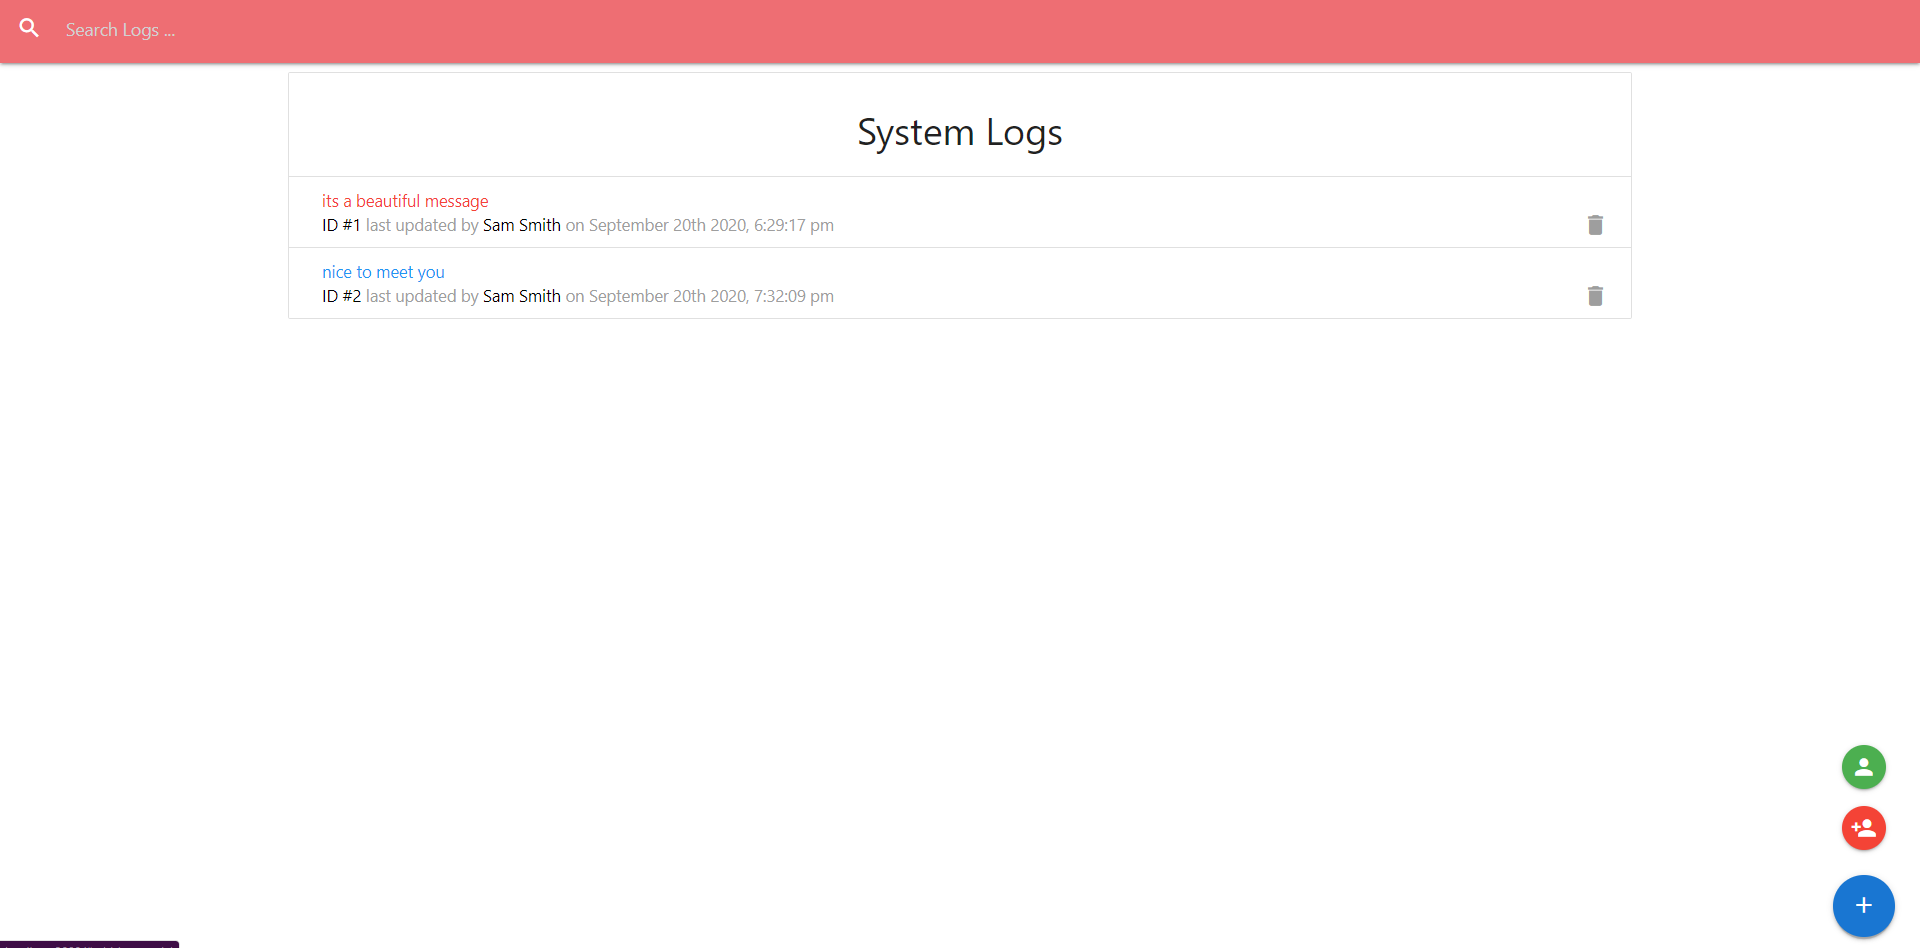 Search Logs ...
System Logs
its a beautiful message
ID #1 last updated by Sam Smith on September 20th 2020, 6:29:17 pm
nice to meet you
ID #2 last updated by Sam Smith on September 20th 2020, 7:32:09 pm